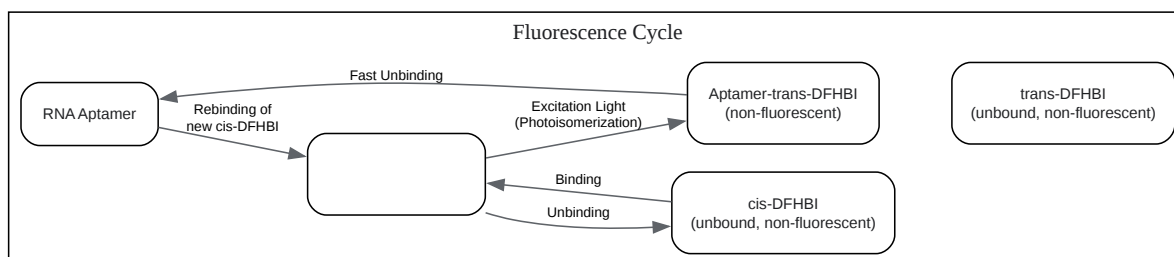 Fluorescence Cycle
Fast Unbinding
RNA Aptamer
Rebinding of
new cis-DFHBI
Excitation Light
(Photoisomerization)
Aptamer-trans-DFHBI
(non-fluorescent)
trans-DFHBI
(unbound, non-fluorescent)
Binding
Unbinding
cis-DFHBI
(unbound, non-fluorescent)